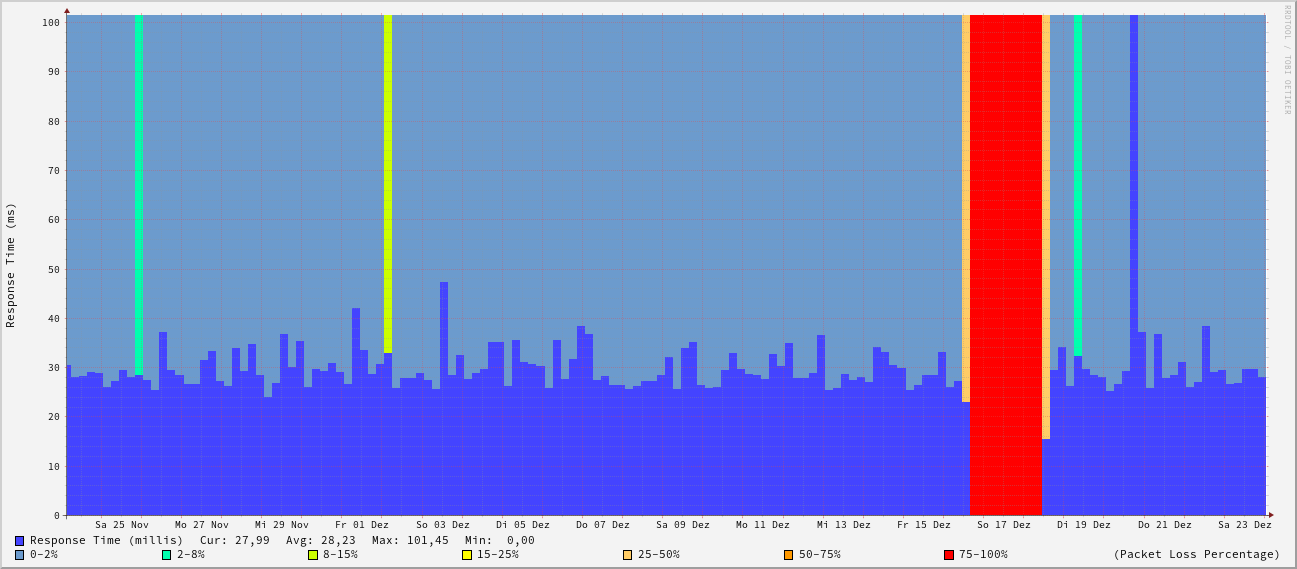 RRDTOOL / TOBI OETIKER
Response Time (ms)
100
90
80
70
60
50
40
30
20
10
0
Sa 25 Nov Mo 27 Nov Mi 29 Nov Fr 01 Dez So 03 Dez Di 05 Dez Do 07 Dez Sa 09 Dez Mo 11 Dez Mi 13 Dez Fr 15 Dez So 17 Dez Di 19 Dez Do 21 Dez Sa 23 Dez
Response Time (millis) Cur: 27,99 Avg: 28,23 Max: 101,45 Min: 0,00
0-2% 2-8% 8-15% 15-25% 25-50% 50-75% 75-100% (Packet Loss Percentage)